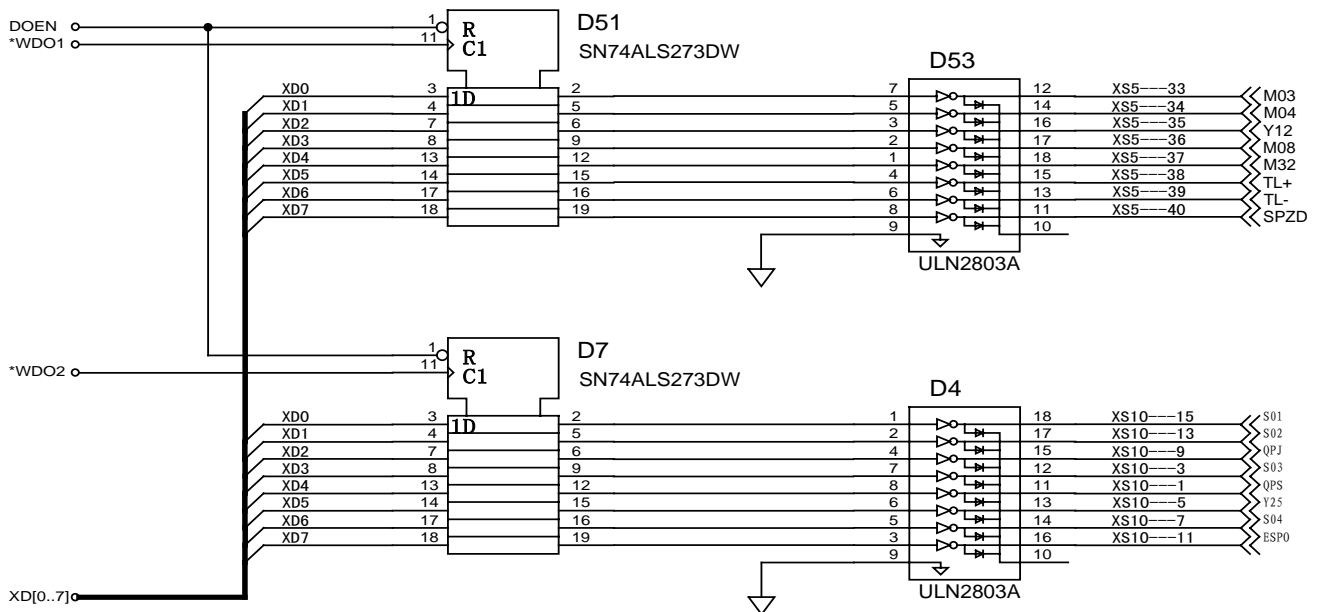 DOEN 1 R D51
*WDO1 11 C1 SN74ALS273DW
D53
XD0 3 1D 2 7 12 XS5---33 M03
XD1 4 5 5 14 XS5---34 M04
XD2 7 6 3 16 XS5---35 Y12
XD3 8 9 2 17 XS5---36 M08
XD4 13 12 1 18 XS5---37 M32
XD5 14 15 4 15 XS5---38 TL+
XD6 17 16 6 13 XS5---39 TL-
XD7 18 19 8 11 XS5---40 SPZD
9 10
ULN2803A
1 R D7
*WDO2 11 C1 SN74ALS273DW
D4
XD0 3 1D 2 1 18 XS10---15 S01
XD1 4 5 2 17 XS10---13 S02
XD2 7 6 4 15 XS10---9 QPJ
XD3 8 9 7 12 XS10---3 S03
XD4 13 12 8 11 XS10---1 QPS
XD5 14 15 6 13 XS10---5 Y25
XD6 17 16 5 14 XS10---7 S04
XD7 18 19 3 16 XS10---11 ESP0
9 10
XD[0..7] ULN2803A